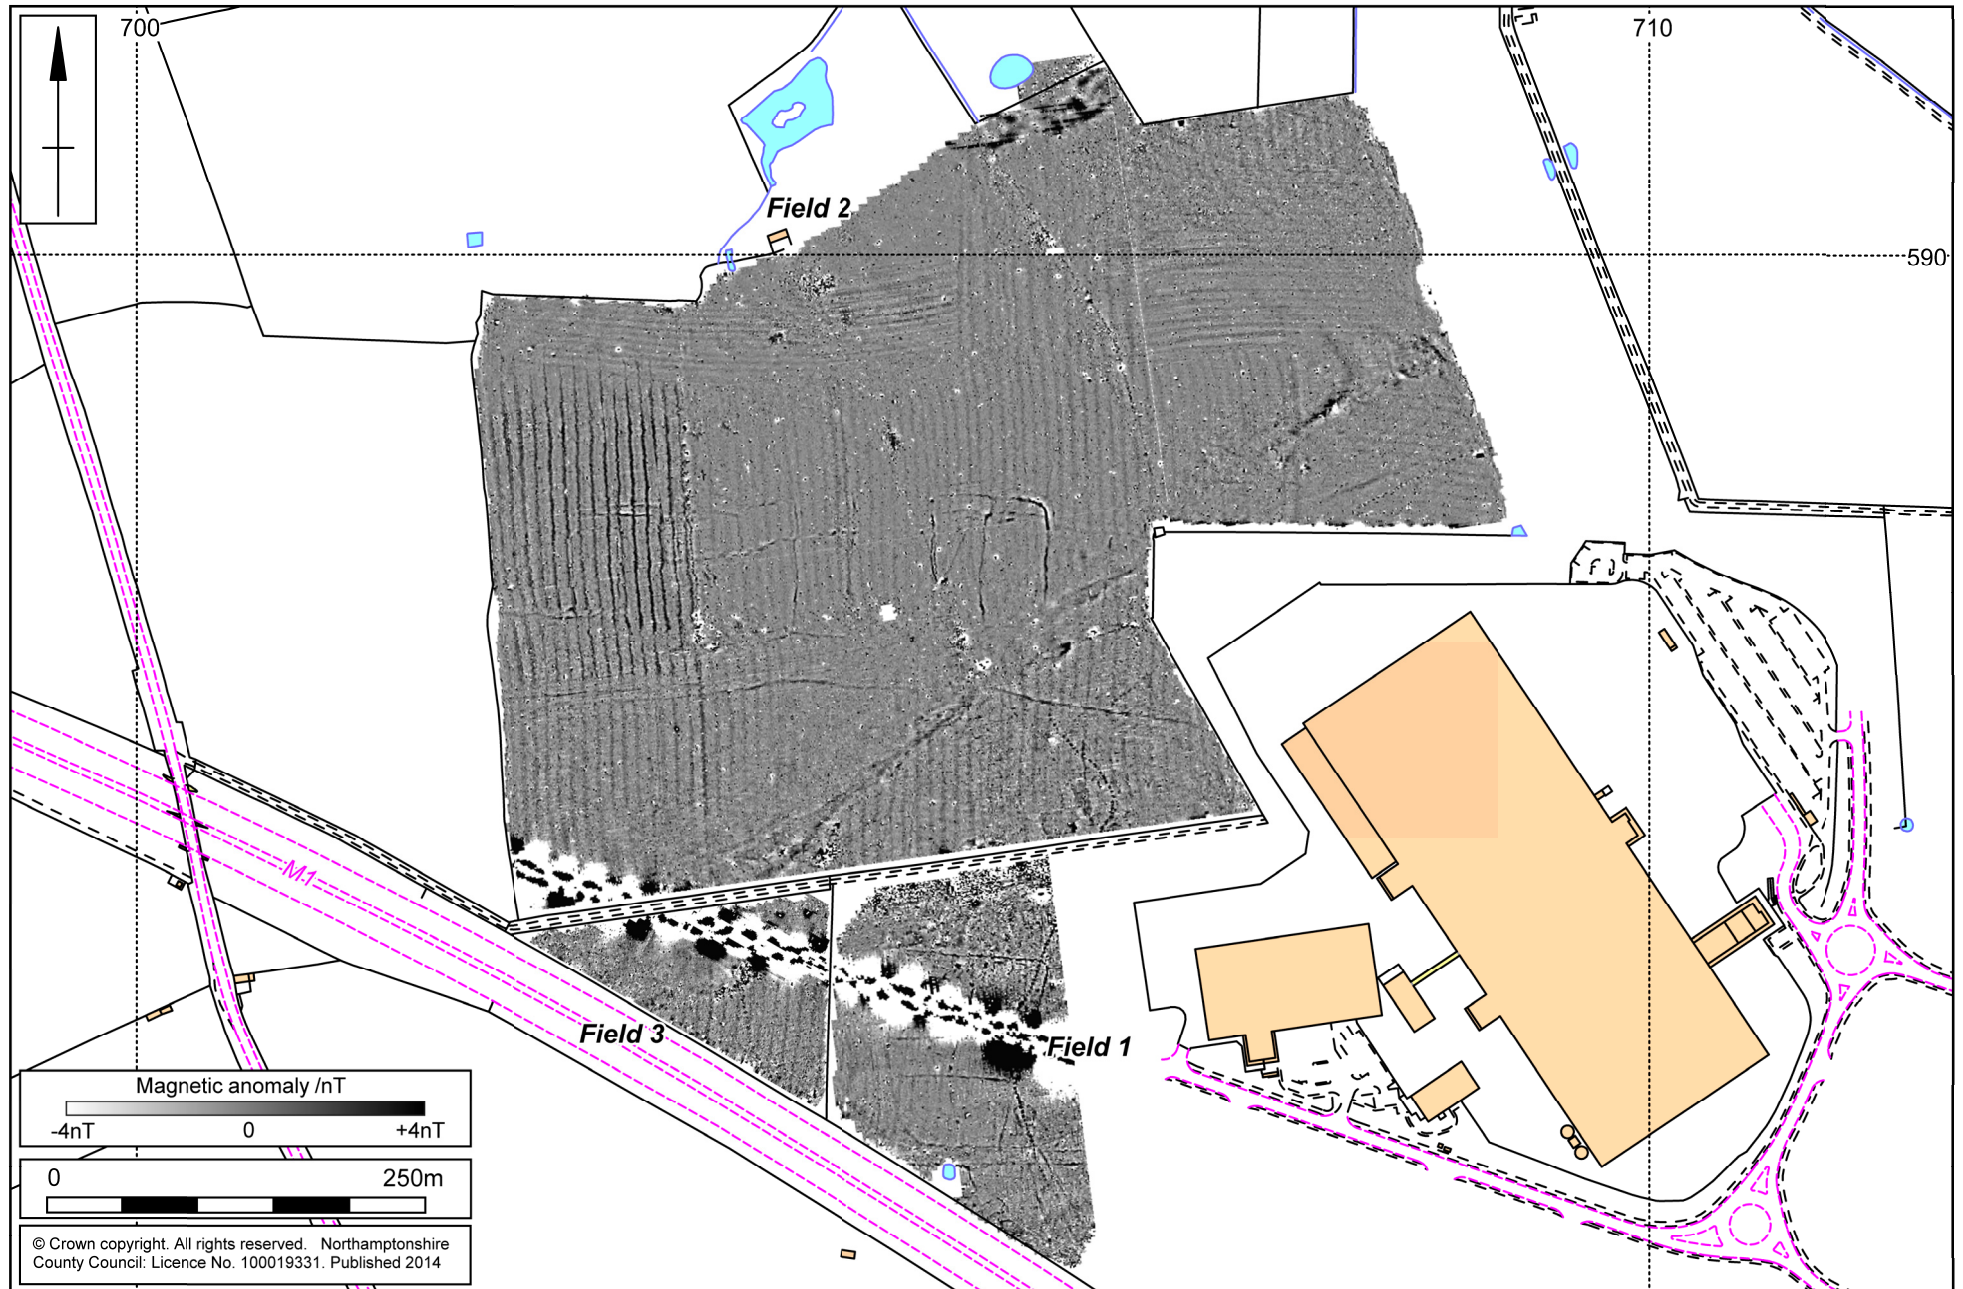 700
710
Field 2
590
M1
Field 3
Field 1
Magnetic anomaly /nT
-4nT 0 +4nT
0 250m
© Crown copyright. All rights reserved. Northamptonshire
County Council: Licence No. 100019331. Published 2014